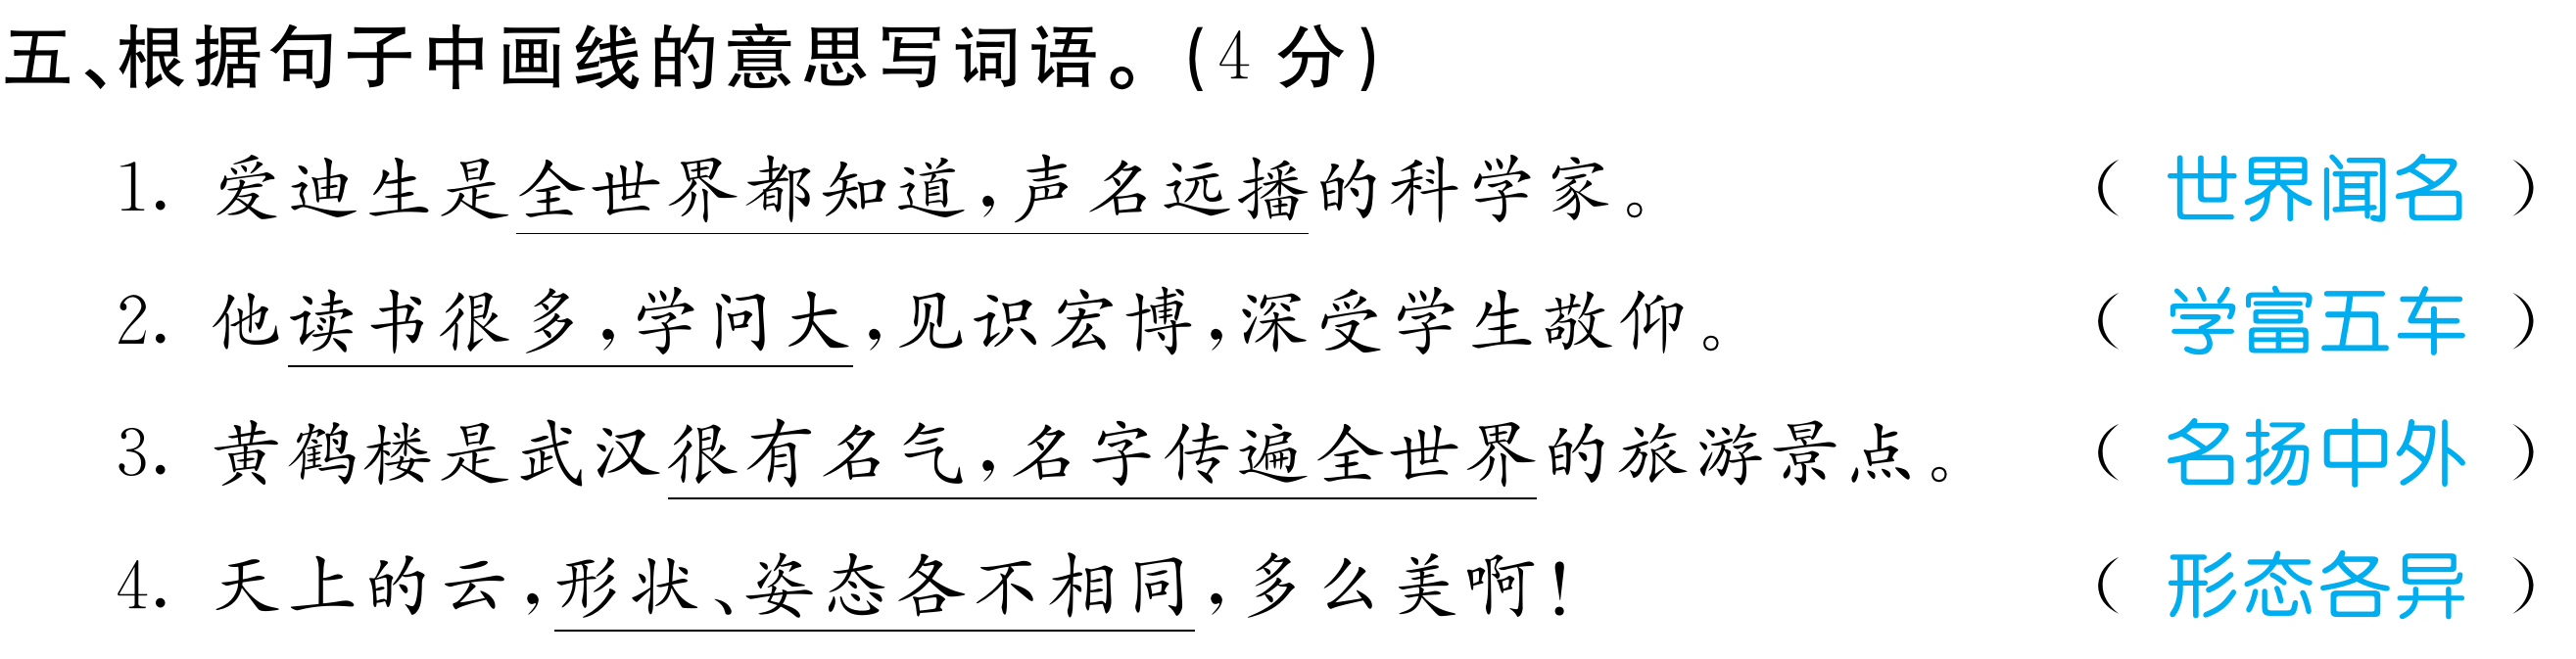 五、根据句子中画线的意思写词语。(4 分)
1. 爱迪生是全世界都知道,声名远播的科学家。 ( 世界闻名 )
2. 他读书很多,学问大,见识宏博,深受学生敬仰。 ( 学富五车 )
3. 黄鹤楼是武汉很有名气,名字传遍全世界的旅游景点。 ( 名扬中外 )
4. 天上的云,形状、姿态各不相同,多么美啊! ( 形态各异 )